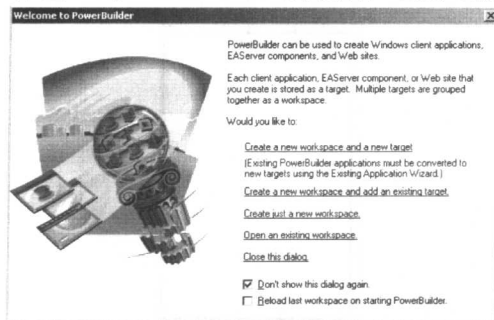 Welcome to PowerBuilder
PowerBuilder can be used to create Windows client applications,
EAServer components, and Web sites.
Each client application, EAServer component, or Web site that
you create is stored as a target. Multiple targets are grouped
together as a workspace.
Would you like to:
Create a new workspace and a new target
(Existing PowerBuilder applications must be converted to
new targets using the Existing Application Wizard.)
Create a new workspace and add an existing target.
Create just a new workspace.
Open an existing workspace.
Close this dialog.
Don't show this dialog again.
Reload last workspace on starting PowerBuilder.